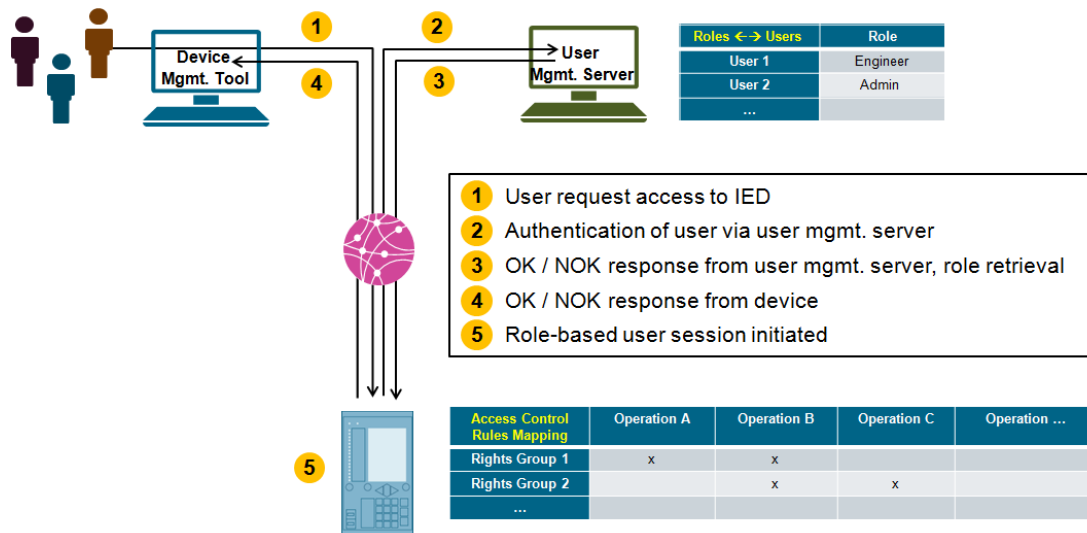 1
2
Device
Mgmt. Tool
4
User
Mgmt. Server
3
Roles <--> Users Role
User 1 Engineer
User 2 Admin
...
1 User request access to IED
2 Authentication of user via user mgmt. server
3 OK / NOK response from user mgmt. server, role retrieval
4 OK / NOK response from device
5 Role-based user session initiated
5
Access Control
Rules Mapping Operation A Operation B Operation C Operation ...
Rights Group 1 x x
Rights Group 2 x x
...